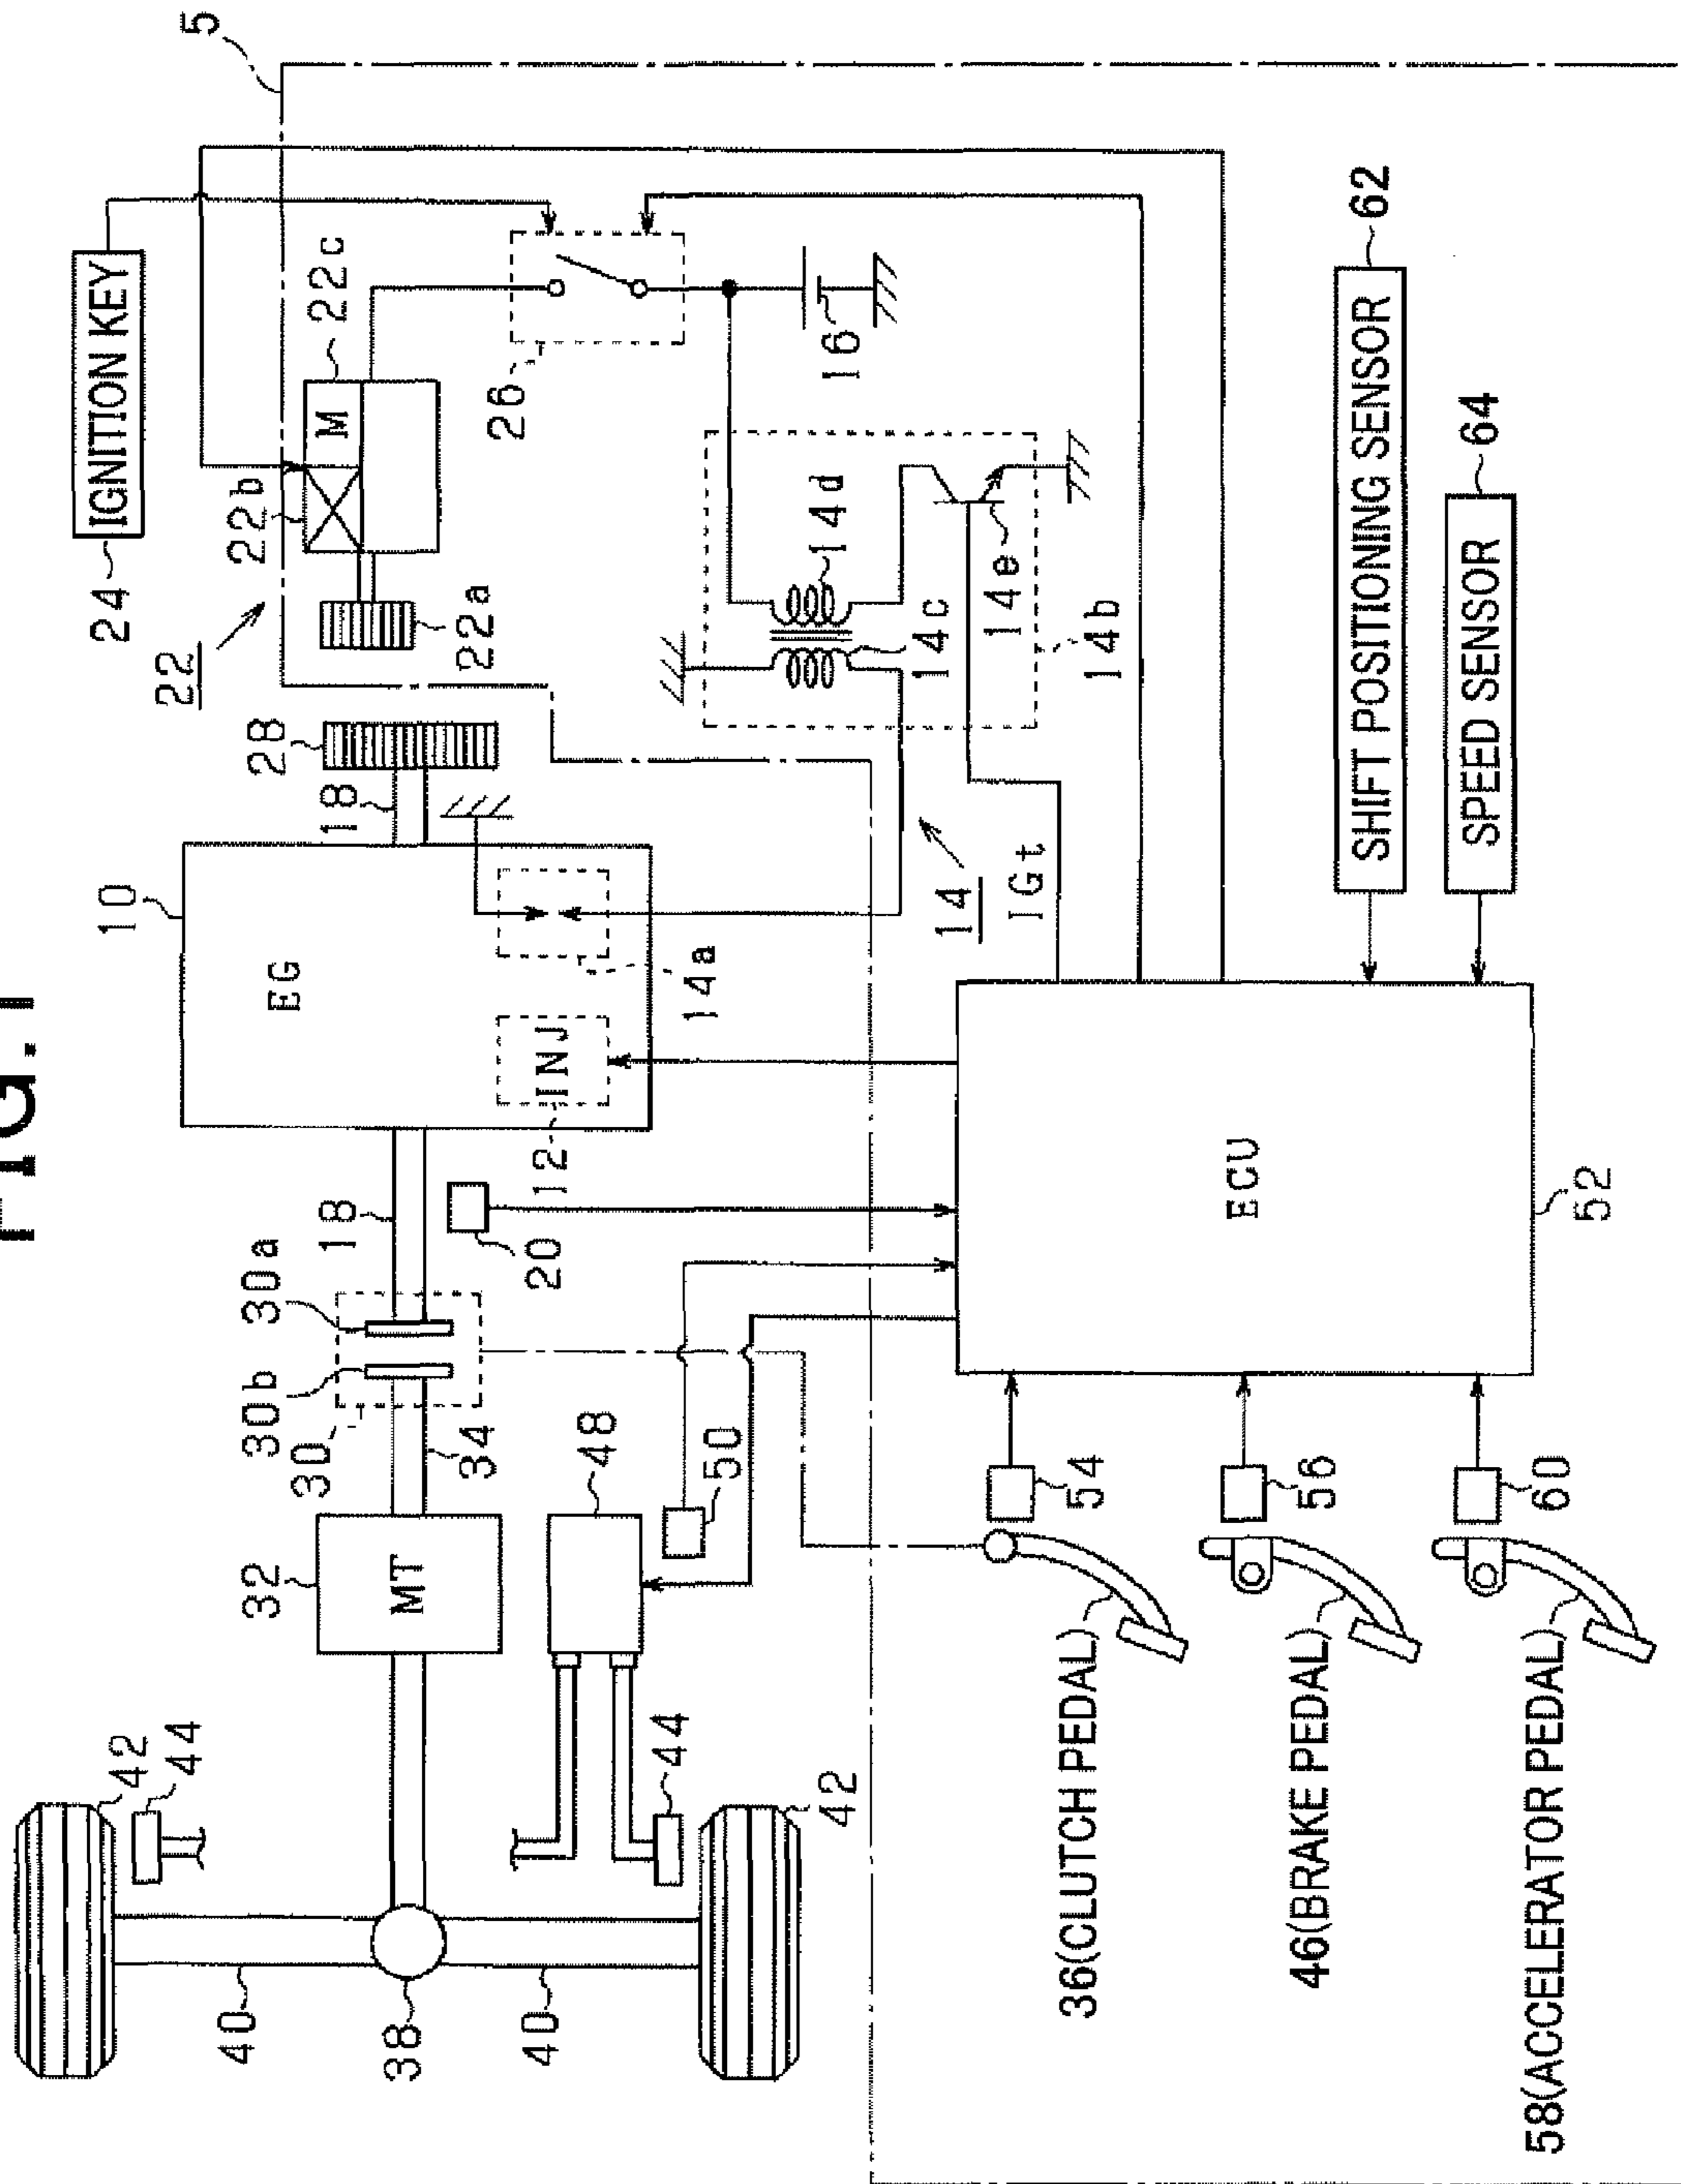 FIG.1
5
24
IGNITION KEY
22
22b
M
22c
22a
26
16
28
18
10
EG
14a
INJ
12
14
IGt
14d
14c
14e
14b
18
20
30a
30b
30
34
32
MT
48
50
42
44
44
42
40
38
40
ECU
52
54
56
60
36(CLUTCH PEDAL)
46(BRAKE PEDAL)
58(ACCELERATOR PEDAL)
SHIFT POSITIONING SENSOR
62
SPEED SENSOR
64